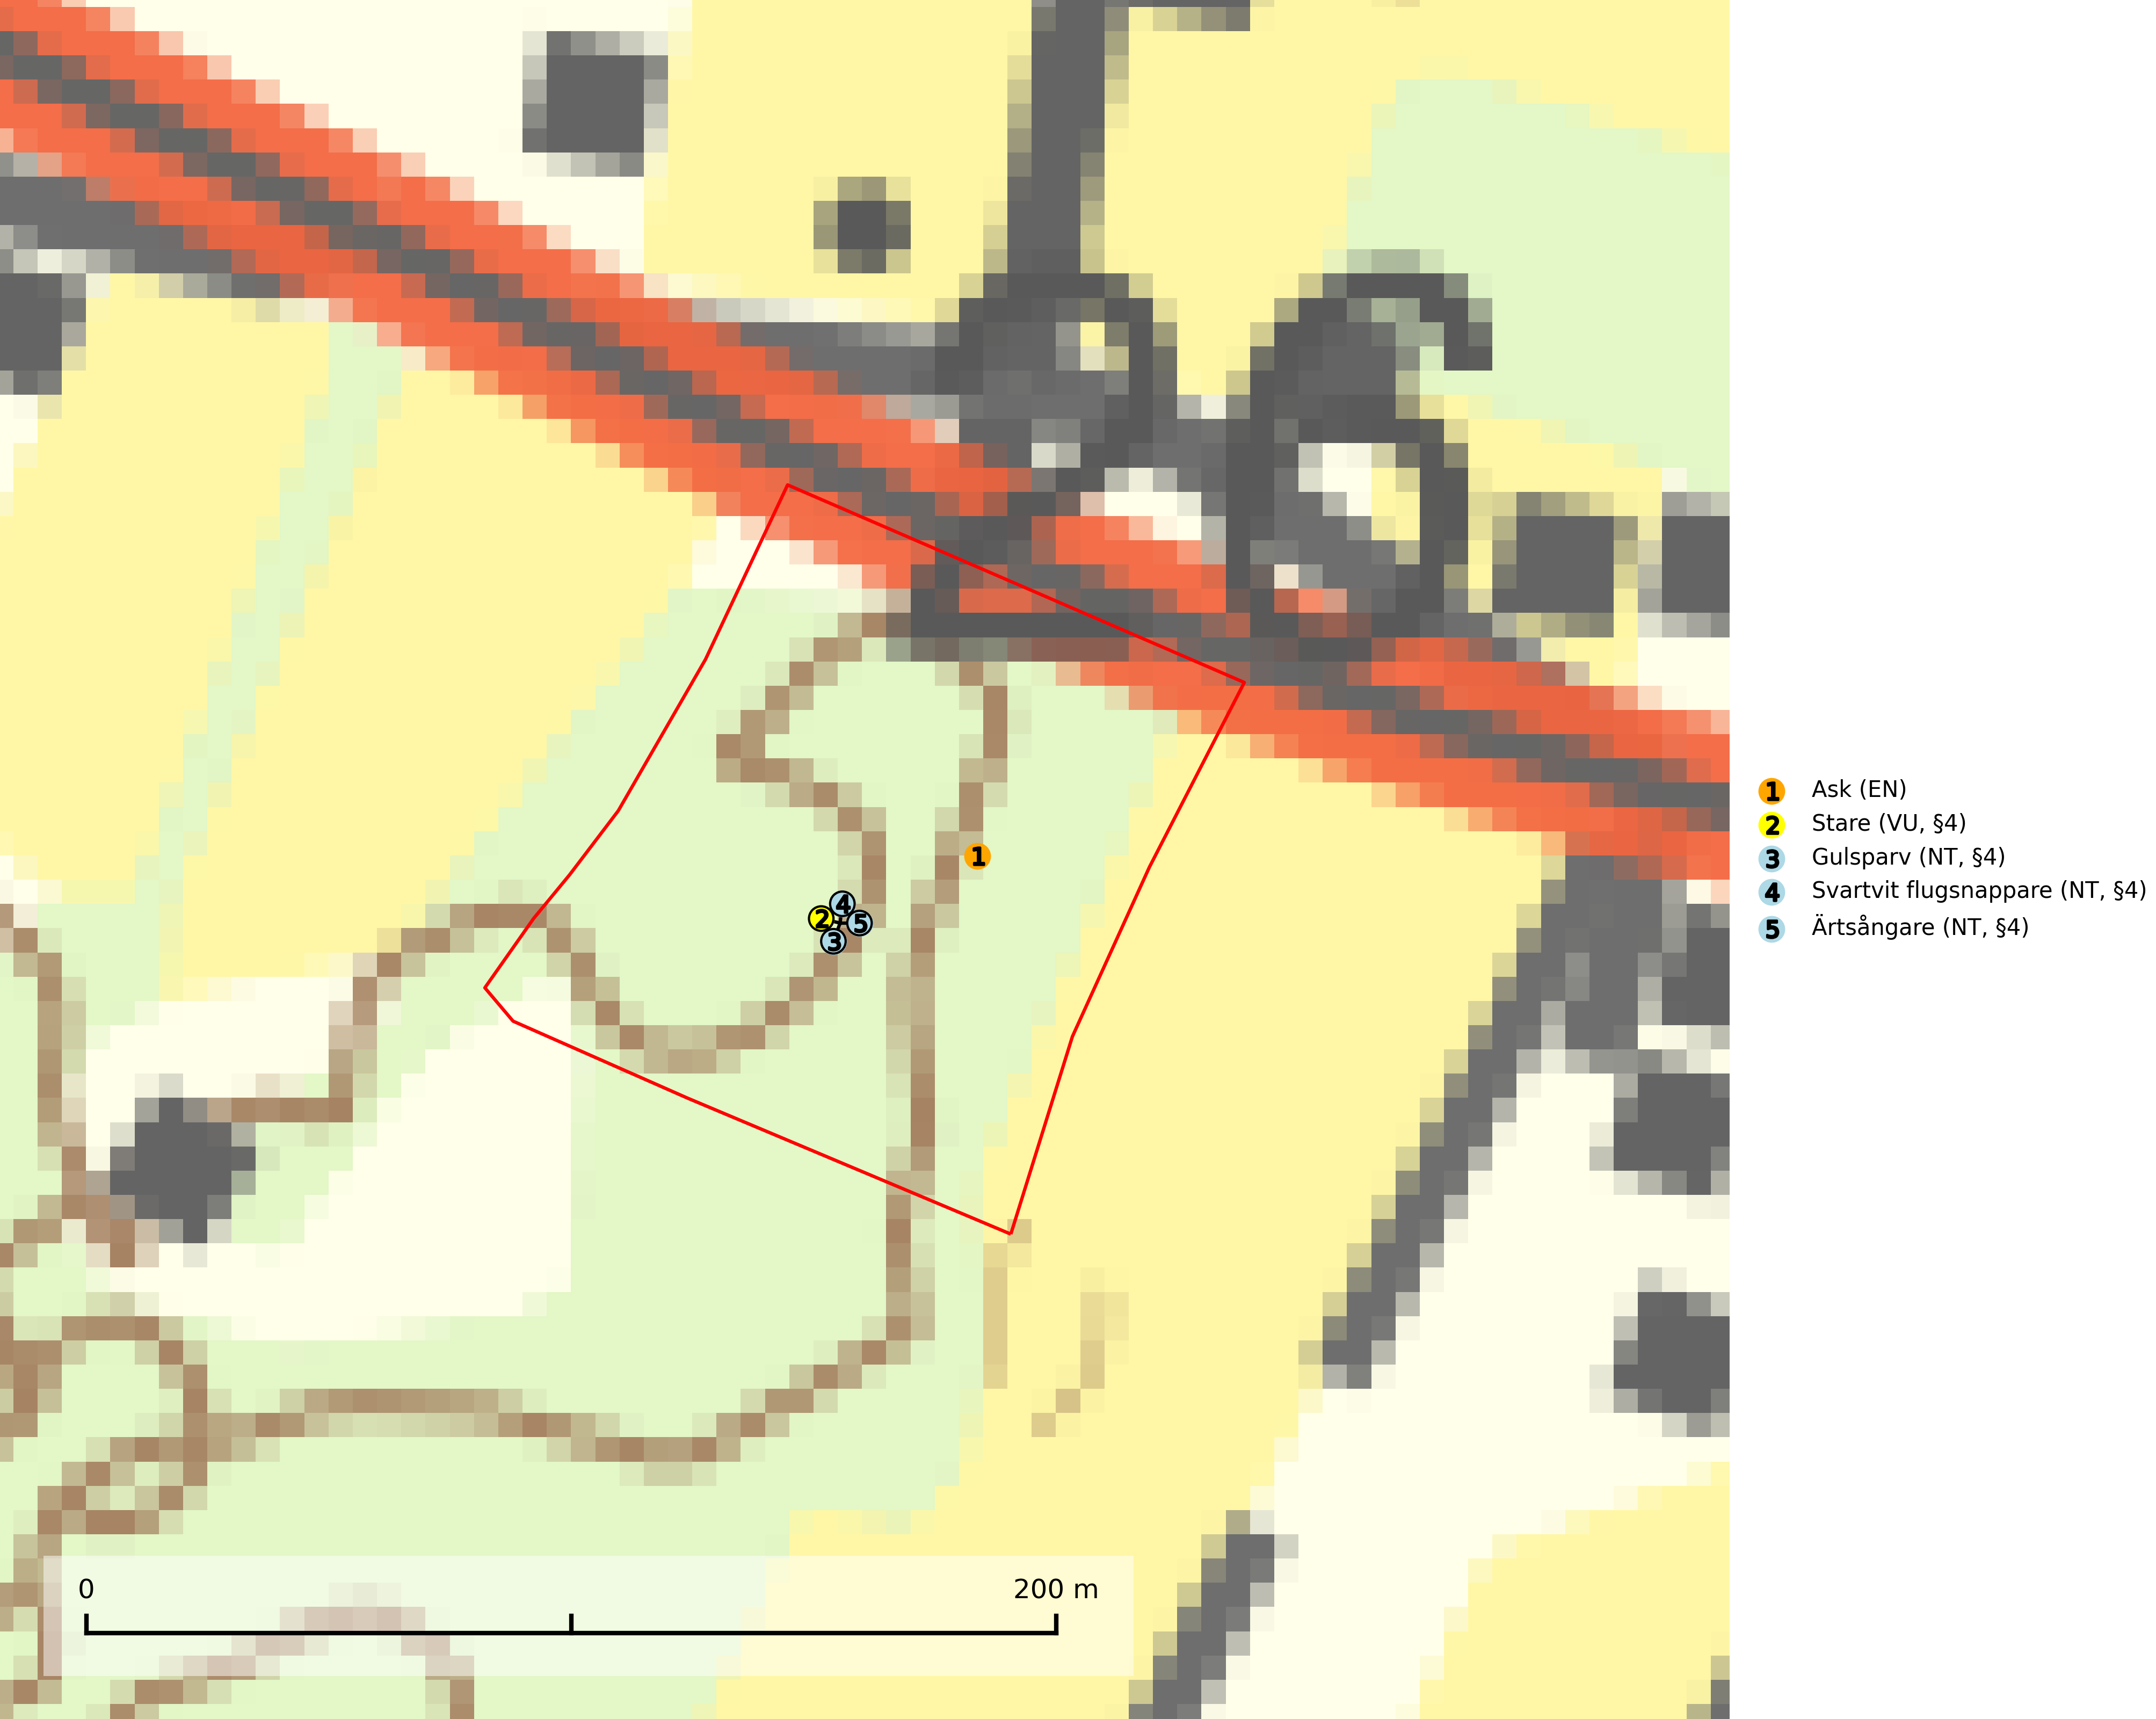 1
4
2
5
3
1 Ask (EN)
2 Stare (VU, §4)
3 Gulsparv (NT, §4)
4 Svartvit flugsnappare (NT, §4)
5 Ärtsångare (NT, §4)
0 200 m